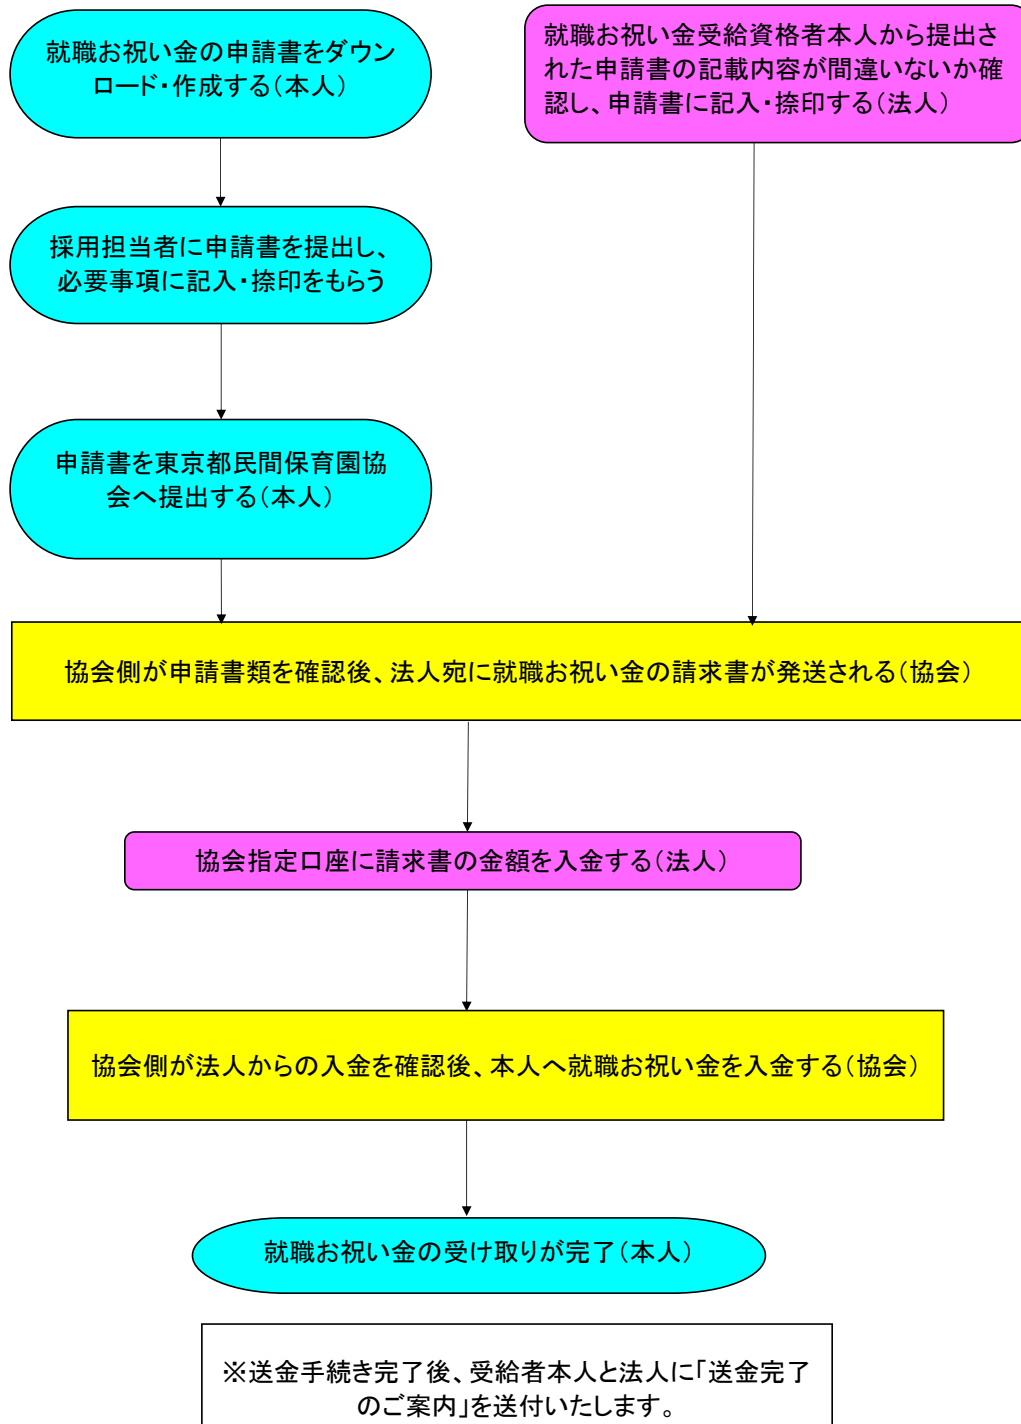 就職お祝い金の申請書をダウン
ロード・作成する（本人）
就職お祝い金受給資格者本人から提出さ
れた申請書の記載内容が間違いないか確
認し、申請書に記入・捺印する（法人）
採用担当者に申請書を提出し、
必要事項に記入・捺印をもらう
申請書を東京都民間保育園協
会へ提出する（本人）
協会側が申請書類を確認後、法人宛に就職お祝い金の請求書が発送される（協会）
協会指定口座に請求書の金額を入金する（法人）
協会側が法人からの入金を確認後、本人へ就職お祝い金を入金する（協会）
就職お祝い金の受け取りが完了（本人）
※送金手続き完了後、受給者本人と法人に「送金完了
のご案内」を送付いたします。